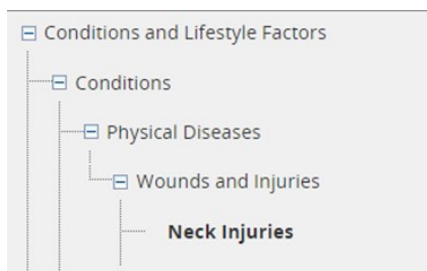 Conditions and Lifestyle Factors
Conditions
Physical Diseases
Wounds and Injuries
Neck Injuries